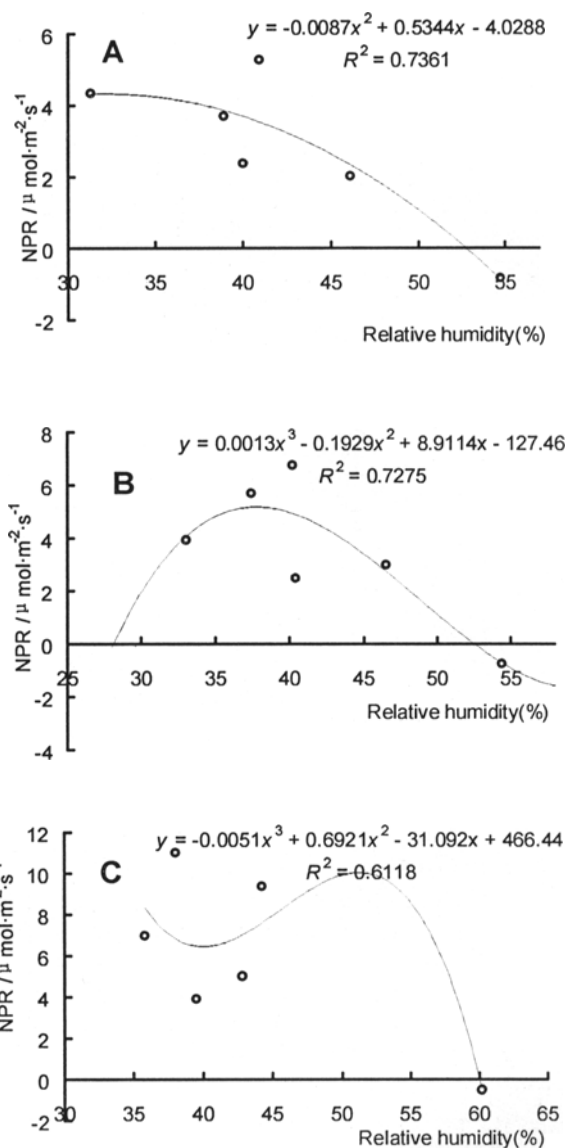 y = -0.0087x² + 0.5344x - 4.0288
R² = 0.7361
A
6
4
2
0
-2
NPR / μ mol·m⁻²·s⁻¹
30 35 40 45 50 55
Relative humidity(%)
y = 0.0013x³ - 0.1929x² + 8.9114x - 127.46
R² = 0.7275
B
8
6
4
2
0
-2
-4
NPR / μ mol·m⁻²·s⁻¹
25 30 35 40 45 50 55
Relative humidity(%)
y = -0.0051x³ + 0.6921x² - 31.092x + 466.44
R² = 0.6118
C
12
10
8
6
4
2
0
-2
NPR / μ mol·m⁻²·s⁻¹
30 35 40 45 50 55 60 65
Relative humidity(%)